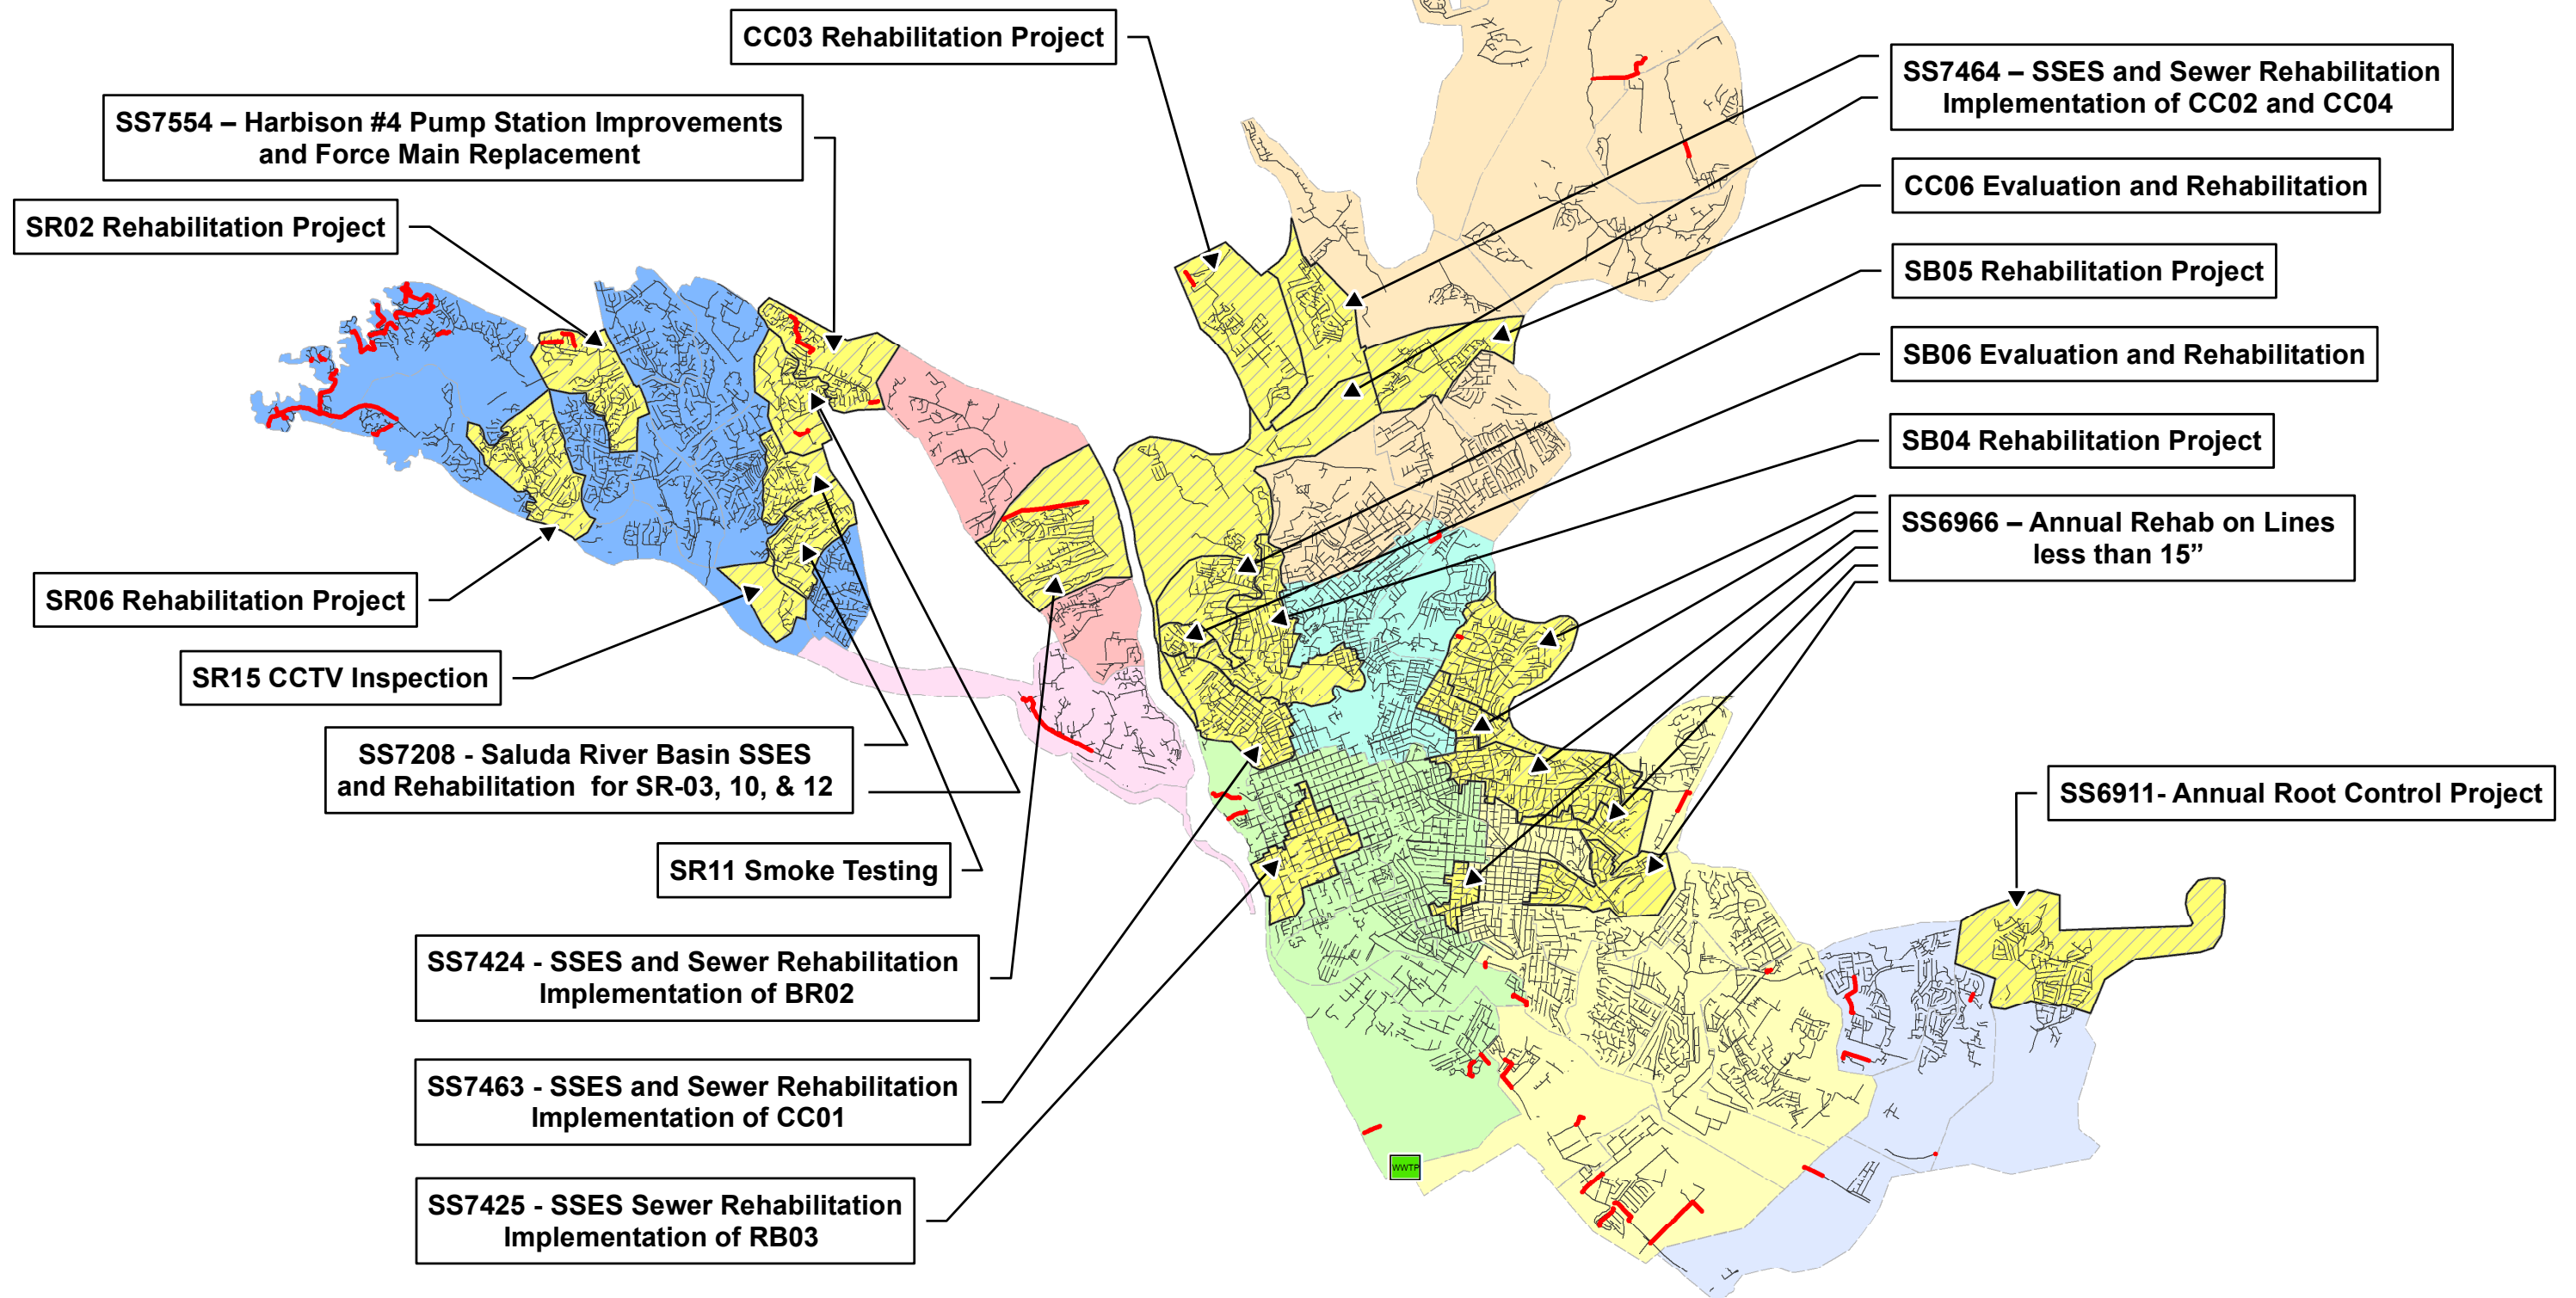 CC03 Rehabilitation Project
SS7554 – Harbison #4 Pump Station Improvements
and Force Main Replacement
SR02 Rehabilitation Project
SR06 Rehabilitation Project
SR15 CCTV Inspection
SS7208 - Saluda River Basin SSES
and Rehabilitation for SR-03, 10, & 12
SR11 Smoke Testing
SS7424 - SSES and Sewer Rehabilitation
Implementation of BR02
SS7463 - SSES and Sewer Rehabilitation
Implementation of CC01
SS7425 - SSES Sewer Rehabilitation
Implementation of RB03
SS7464 – SSES and Sewer Rehabilitation
Implementation of CC02 and CC04
CC06 Evaluation and Rehabilitation
SB05 Rehabilitation Project
SB06 Evaluation and Rehabilitation
SB04 Rehabilitation Project
SS6966 – Annual Rehab on Lines
less than 15”
SS6911- Annual Root Control Project
WWTP